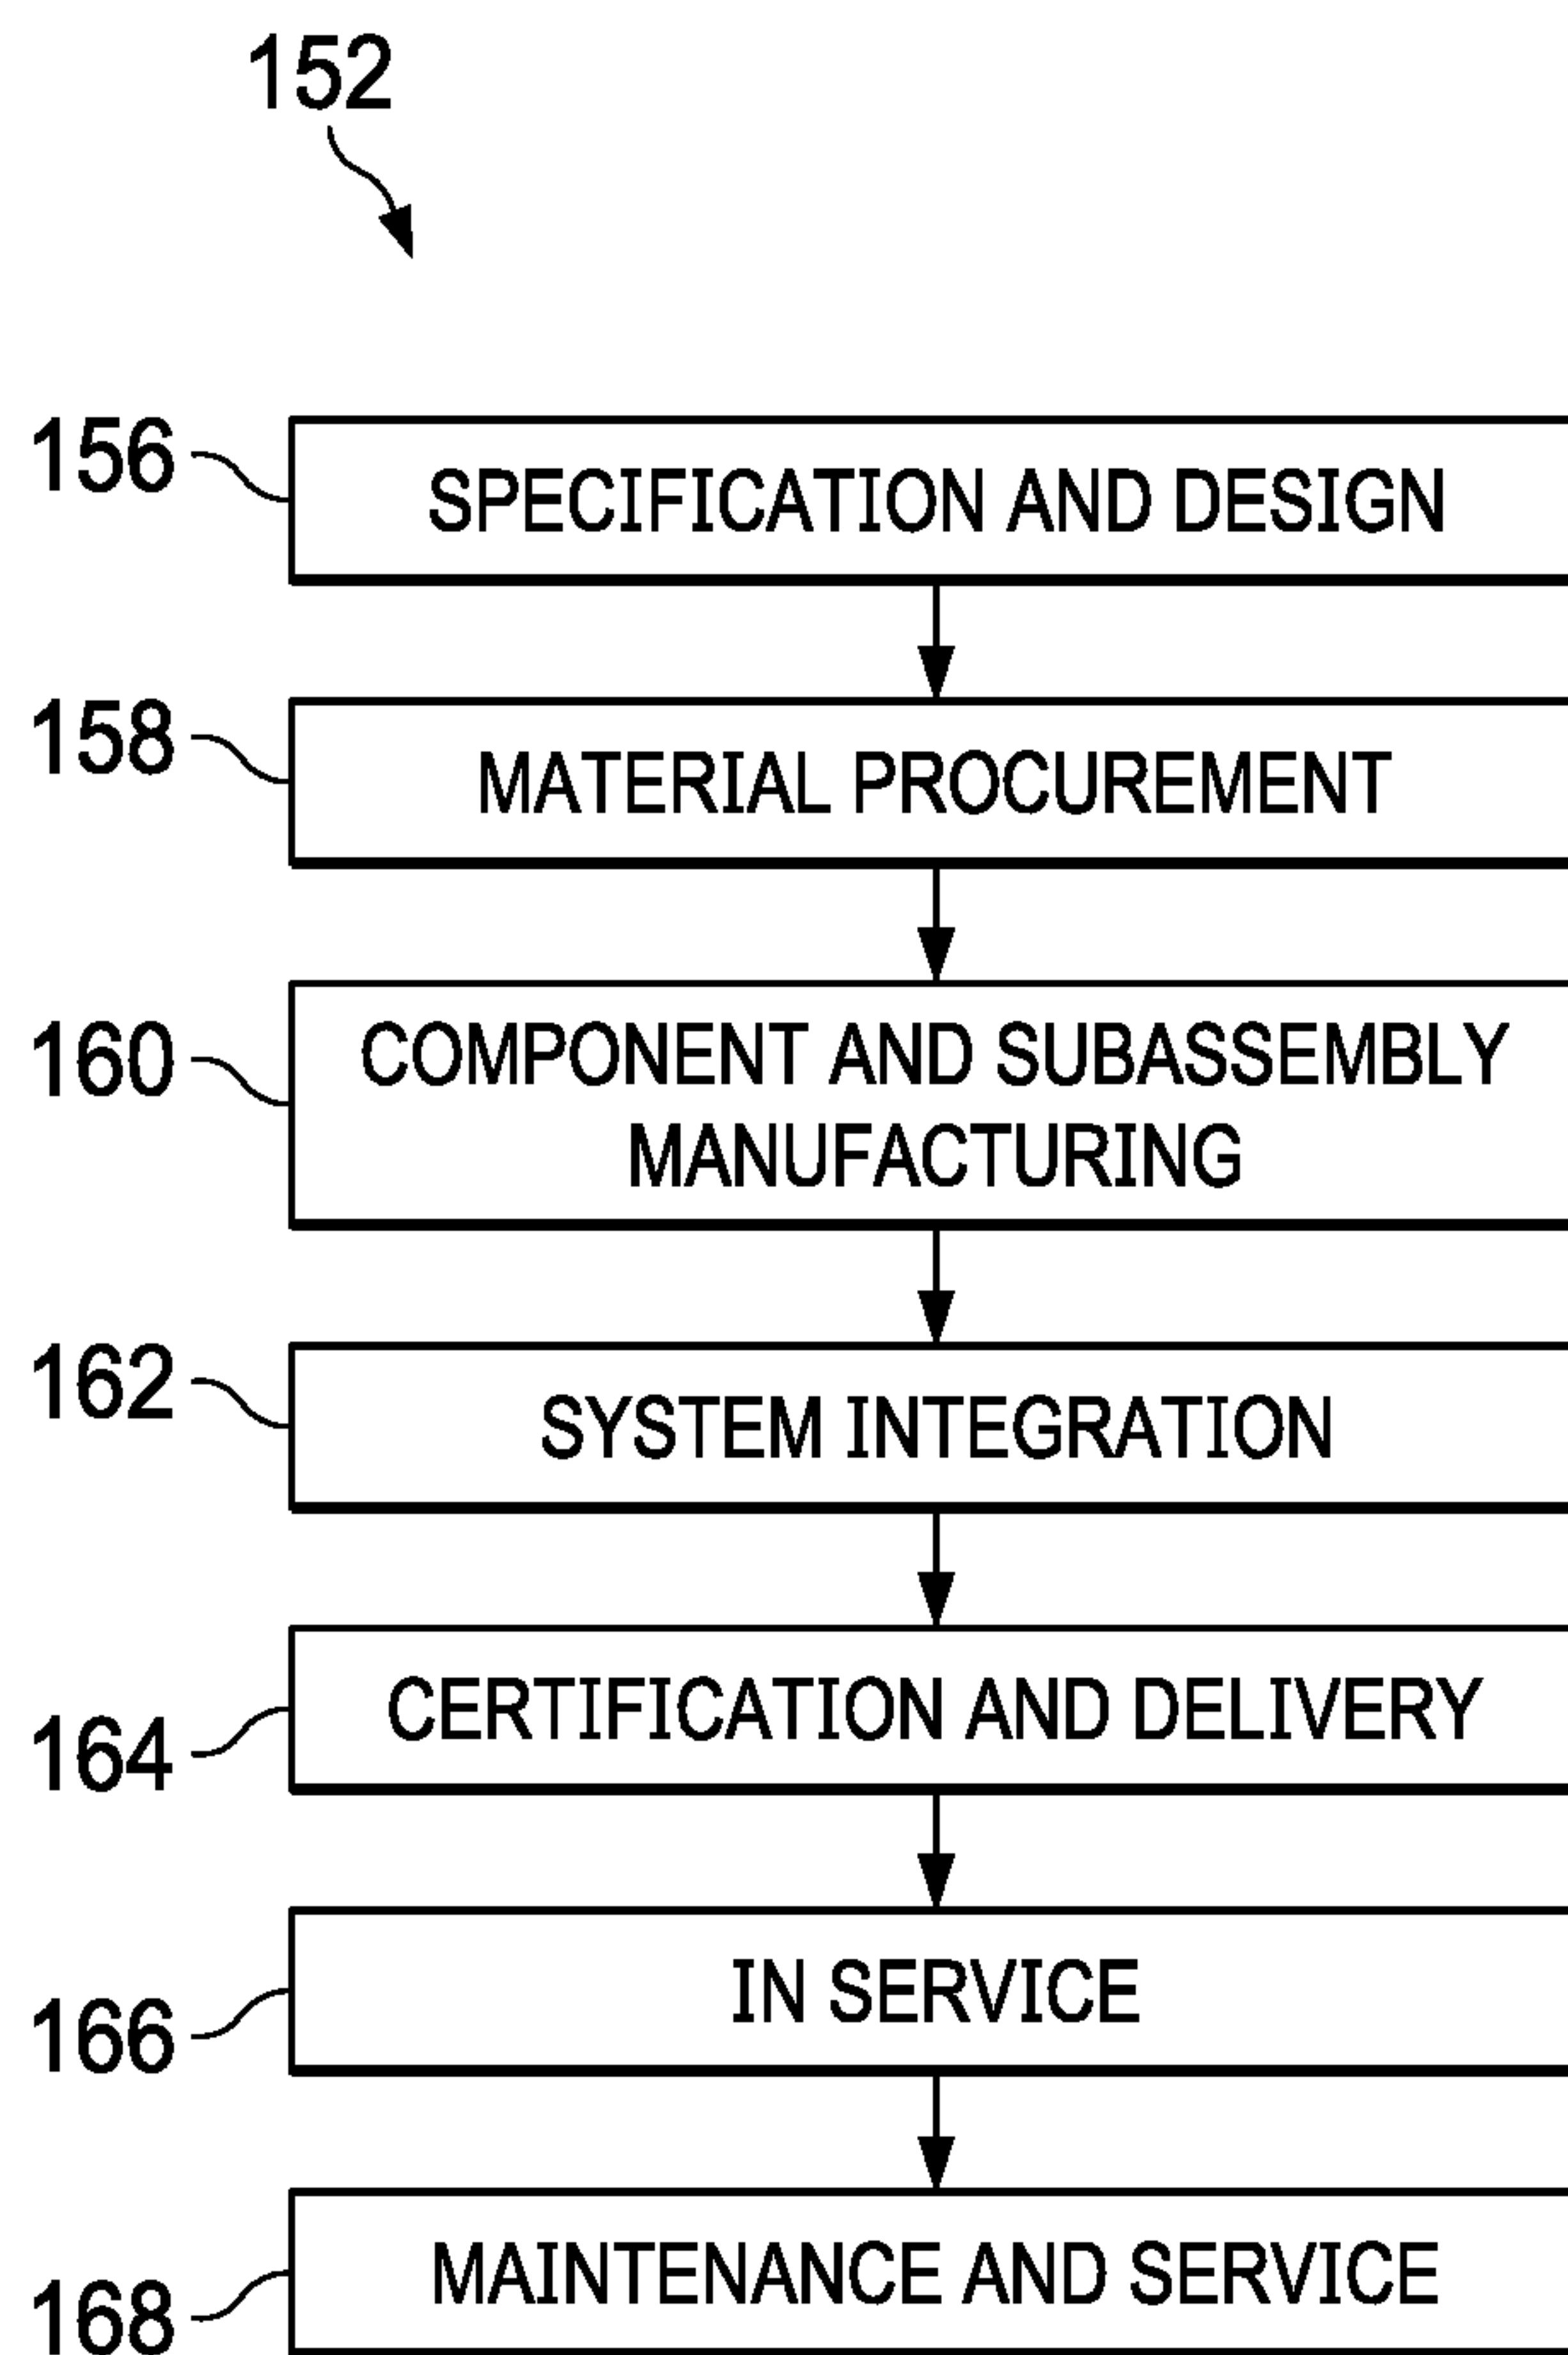 152
156
SPECIFICATION AND DESIGN
158
MATERIAL PROCUREMENT
160
COMPONENT AND SUBASSEMBLY
MANUFACTURING
162
SYSTEM INTEGRATION
164
CERTIFICATION AND DELIVERY
166
IN SERVICE
168
MAINTENANCE AND SERVICE